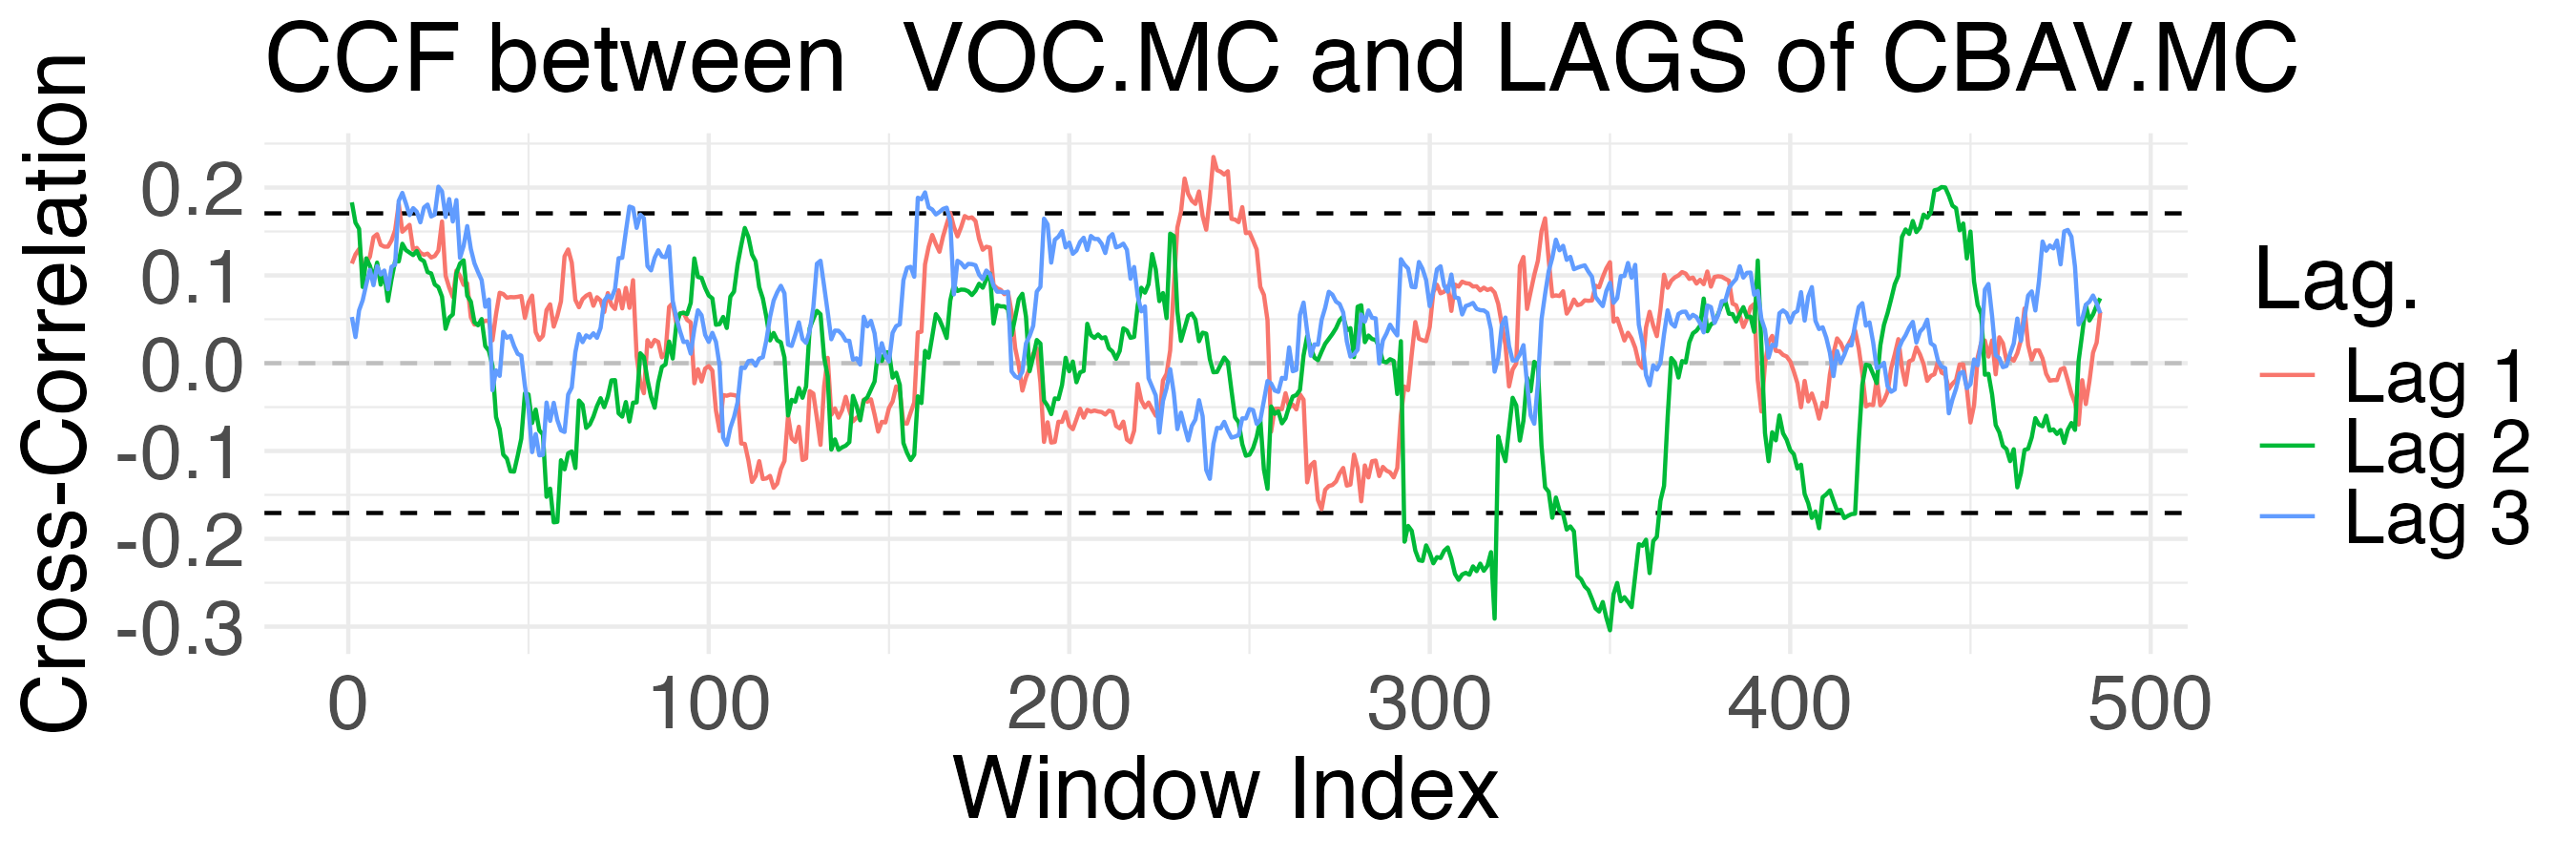 CCF between  VOC.MC and LAGS of CBAV.MC
Cross-Correlation
0.2
0.1
0.0
-0.1
-0.2
-0.3
0 100 200 300 400 500
Window Index
Lag.
Lag 1
Lag 2
Lag 3